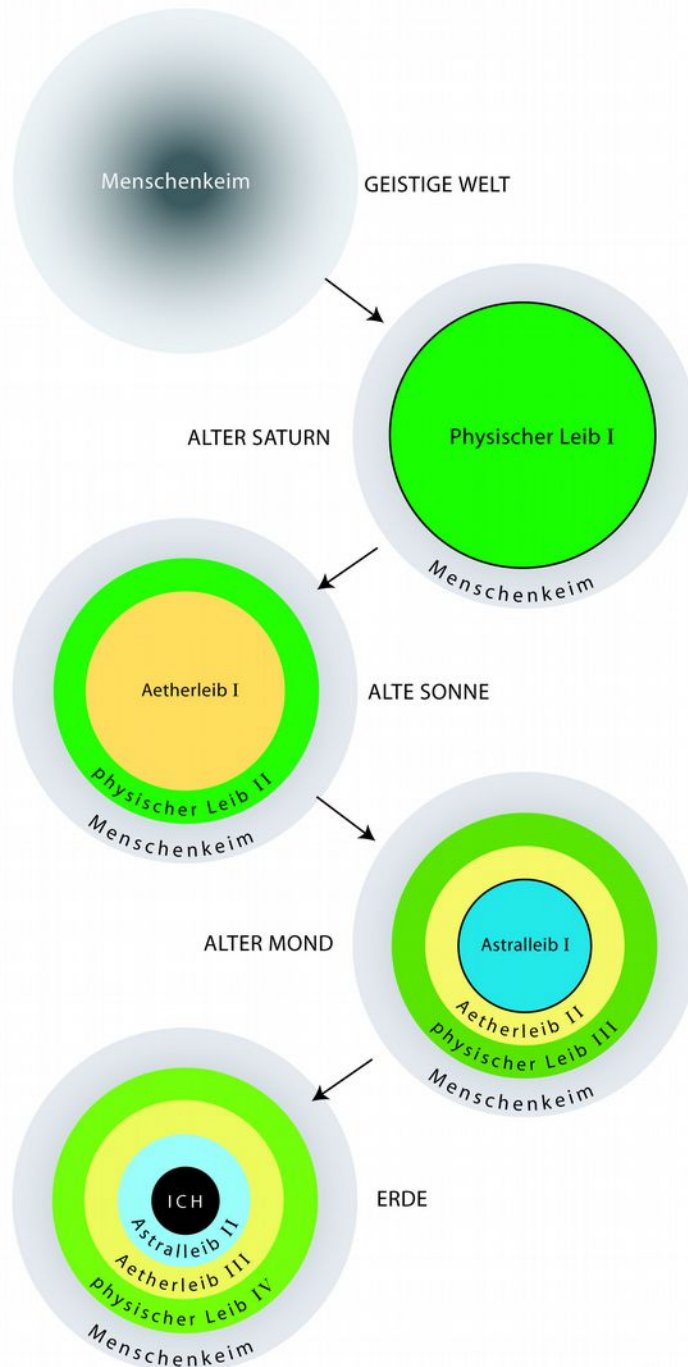 Menschenkeim
GEISTIGE WELT
ALTER SATURN
Physischer Leib I
Menschenkeim
Aetherleib I
physischer Leib II
Menschenkeim
ALTE SONNE
ALTER MOND
Astralleib I
Aetherleib II
physischer Leib III
Menschenkeim
ICH
Astralleib II
Aetherleib III
physischer Leib IV
Menschenkeim
ERDE